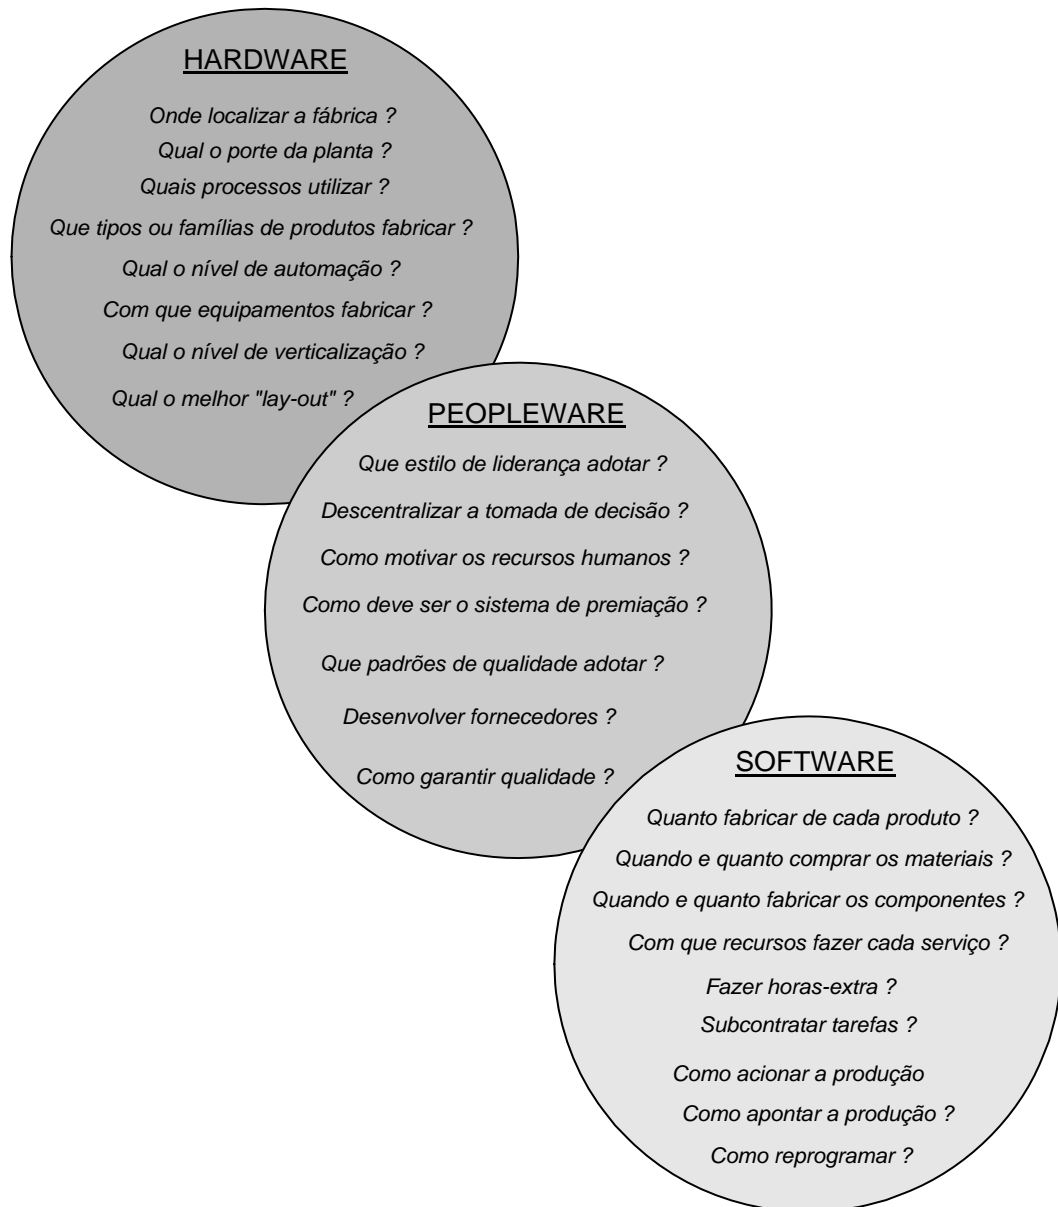 HARDWARE
Onde localizar a fábrica ?
Qual o porte da planta ?
Quais processos utilizar ?
Que tipos ou famílias de produtos fabricar ?
Qual o nível de automação ?
Com que equipamentos fabricar ?
Qual o nível de verticalização ?
Qual o melhor "lay-out" ?
PEOPLEWARE
Que estilo de liderança adotar ?
Descentralizar a tomada de decisão ?
Como motivar os recursos humanos ?
Como deve ser o sistema de premiação ?
Que padrões de qualidade adotar ?
Desenvolver fornecedores ?
Como garantir qualidade ?
SOFTWARE
Quanto fabricar de cada produto ?
Quando e quanto comprar os materiais ?
Quando e quanto fabricar os componentes ?
Com que recursos fazer cada serviço ?
Fazer horas-extra ?
Subcontratar tarefas ?
Como acionar a produção
Como apontar a produção ?
Como reprogramar ?